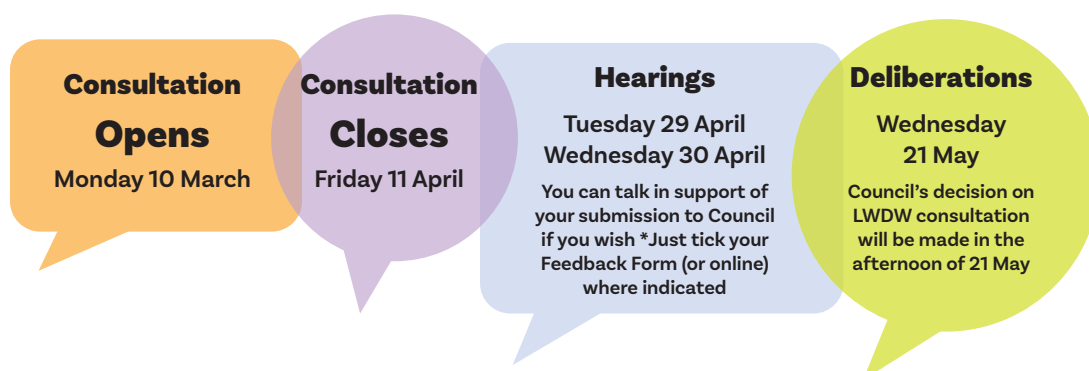 Consultation
Opens
Monday 10 March
Consultation
Closes
Friday 11 April
Hearings
Tuesday 29 April
Wednesday 30 April
You can talk in support of
your submission to Council
if you wish *Just tick your
Feedback Form (or online)
where indicated
Deliberations
Wednesday
21 May
Council’s decision on
LWDW consultation
will be made in the
afternoon of 21 May